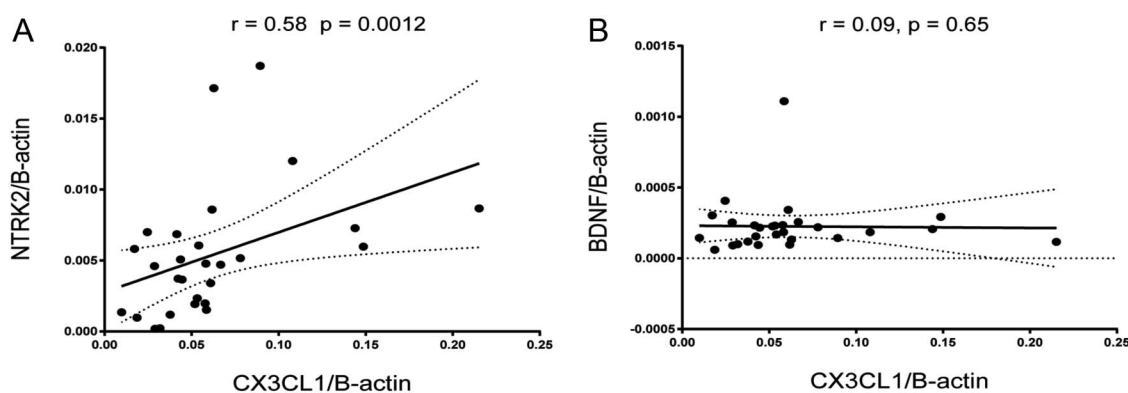 A
r = 0.58 p = 0.0012
NTRK2/B-actin
0.020
0.015
0.010
0.005
0.000
0.00 0.05 0.10 0.15 0.20 0.25
CX3CL1/B-actin
B
r = 0.09, p = 0.65
BDNF/B-actin
0.0015
0.0010
0.0005
0.0000
-0.0005
0.00 0.05 0.10 0.15 0.20 0.25
CX3CL1/B-actin